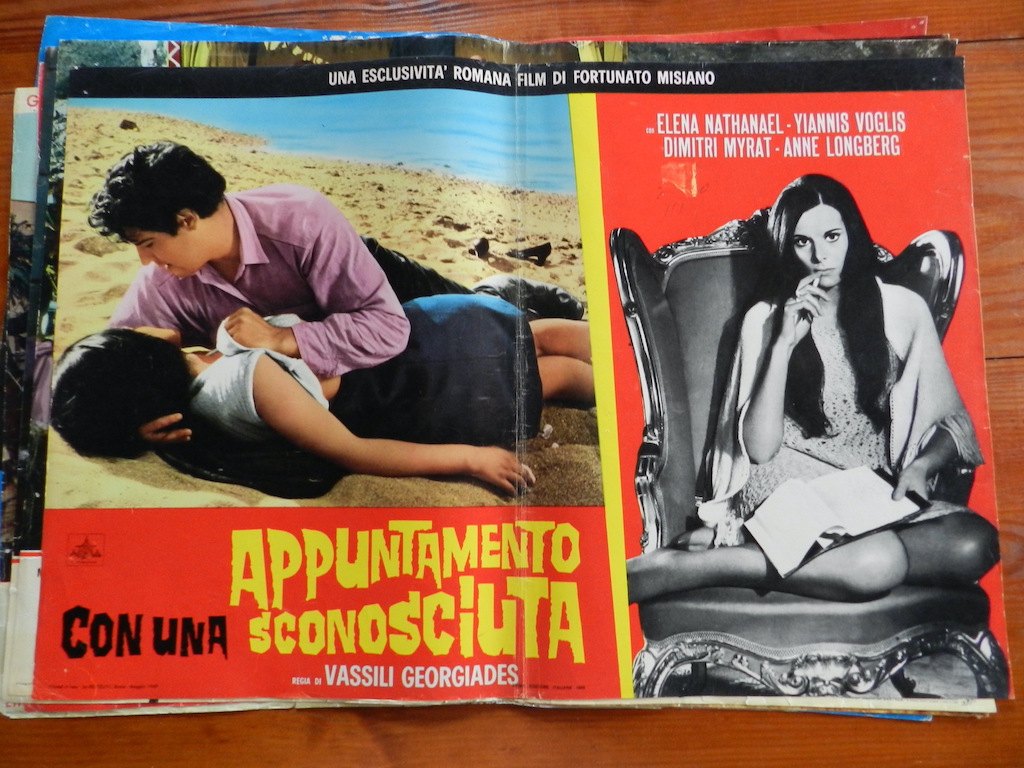 UNA ESCLUSIVITA' ROMANA FILM DI FORTUNATO MISIANO
CON ELENA NATHANAEL - YIANNIS VOGLIS
DIMITRI MYRAT - ANNE LONGBERG
APPUNTAMENTO
CON UNA SCONOSCIUTA
REGIA DI VASSILI GEORGIADES